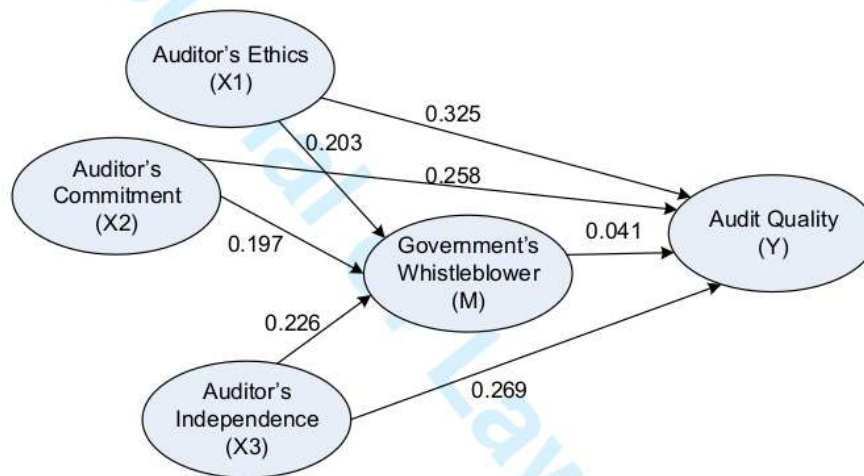 Auditor's Ethics
(X1)
0.325
0.203
Auditor's
Commitment
(X2)
0.258
Audit Quality
(Y)
0.197
Government's
Whistleblower
(M)
0.041
0.226
Auditor's
Independence
(X3)
0.269
Law